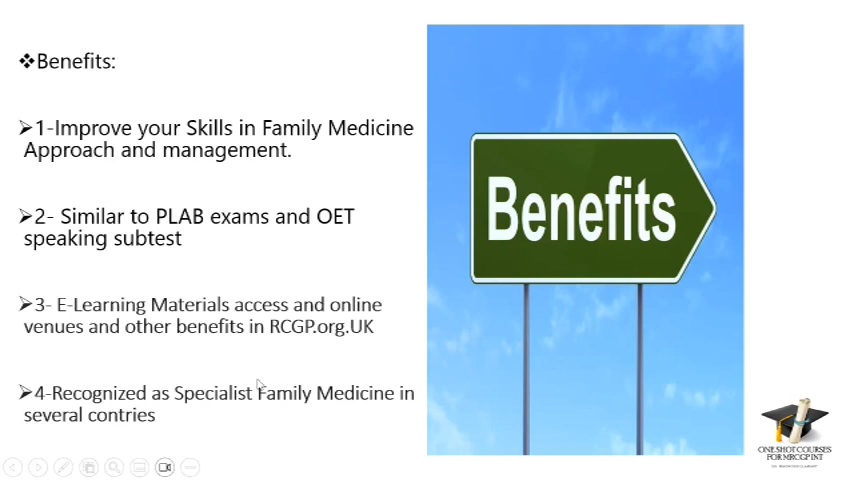 ❖Benefits:
➢1-Improve your Skills in Family Medicine
Approach and management.
➢2- Similar to PLAB exams and OET
speaking subtest
➢3- E-Learning Materials access and online
venues and other benefits in RCGP.org.UK
➢4-Recognized as Specialist Family Medicine in
several contries
Benefits
ONE SHOT COURSES
FOR MRCGP INT